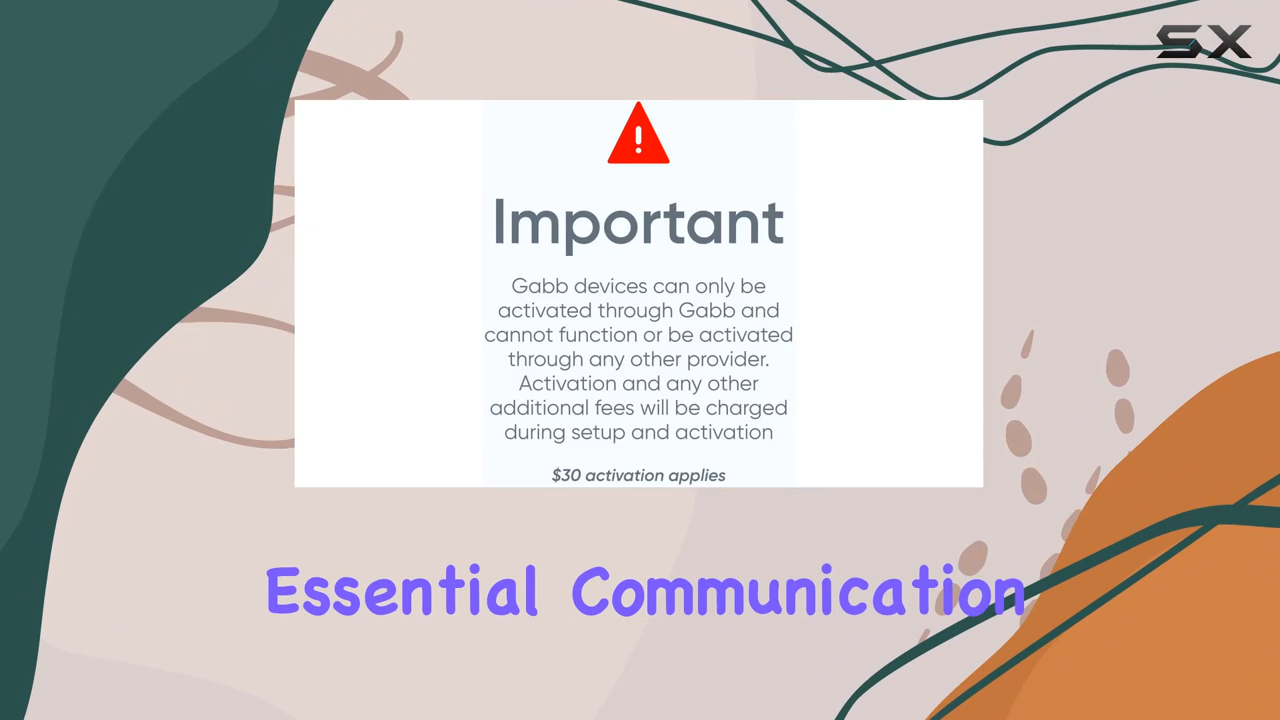 SX
Important
Gabb devices can only be
activated through Gabb and
cannot function or be activated
through any other provider.
Activation and any other
additional fees will be charged
during setup and activation
$30 activation applies
Essential Communication